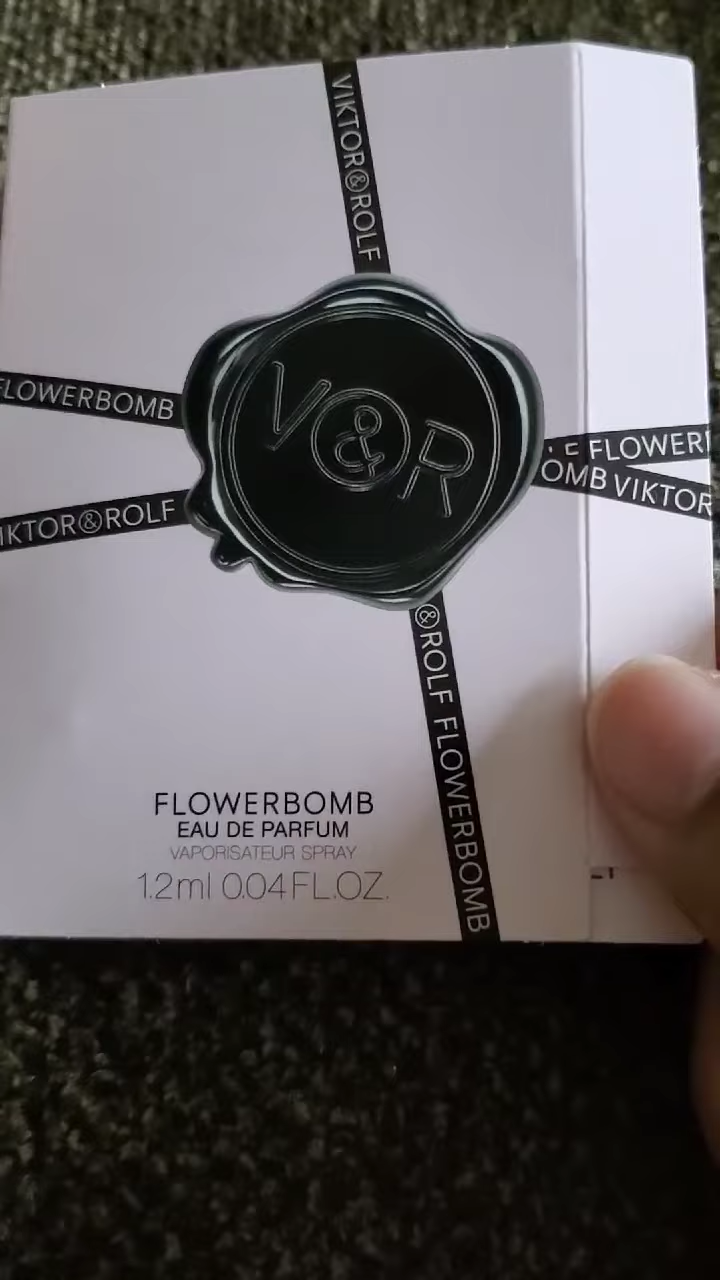 VIKTOR&ROLF
V&R
FLOWERBOMB
KTOR&ROLF
FLOWER
OMB VIKTOR
&ROLF FLOWERBOMB
FLOWERBOMB
EAU DE PARFUM
VAPORISATEUR SPRAY
1.2ml 0.04 FL.OZ.